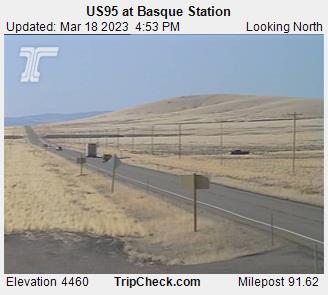 US95 at Basque Station
Updated: Mar 18 2023 4:53 PM Looking North
Elevation 4460 TripCheck.com Milepost 91.62